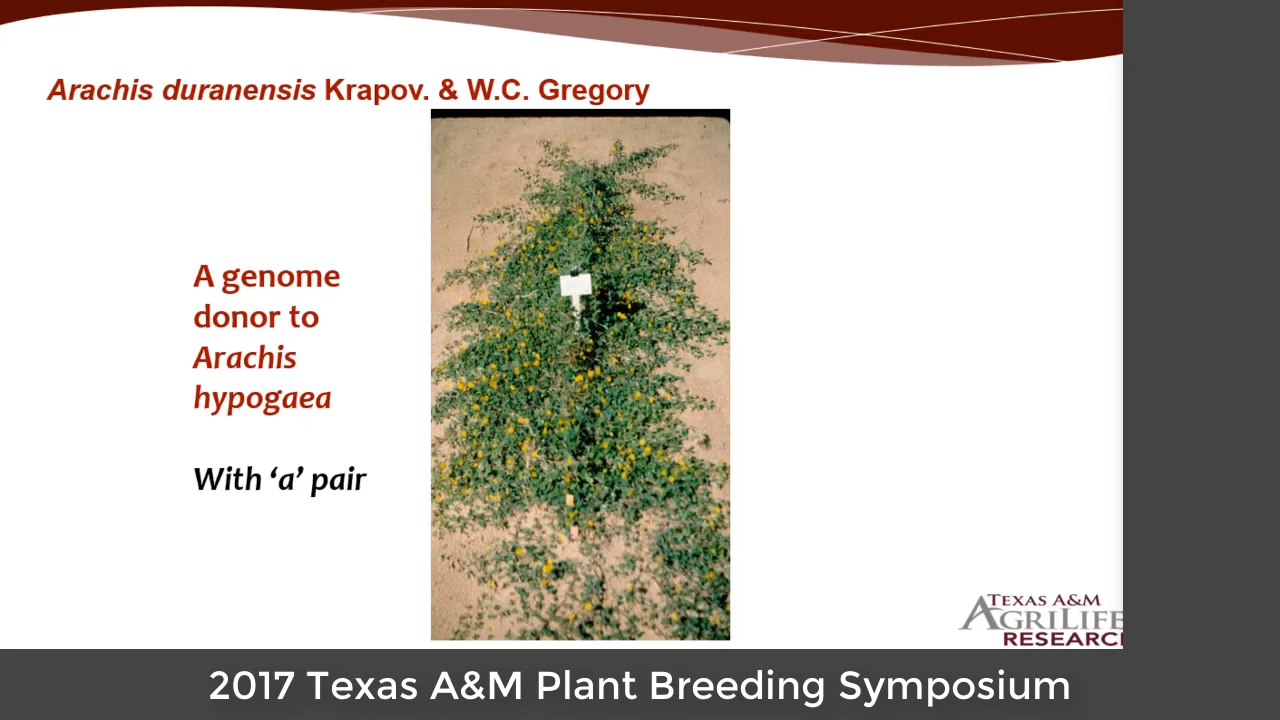 Arachis duranensis Krapov. & W.C. Gregory
A genome
donor to
Arachis
hypogaea
With ‘a’ pair
TEXAS A&M
AGRILIFE
RESEARCH
2017 Texas A&M Plant Breeding Symposium